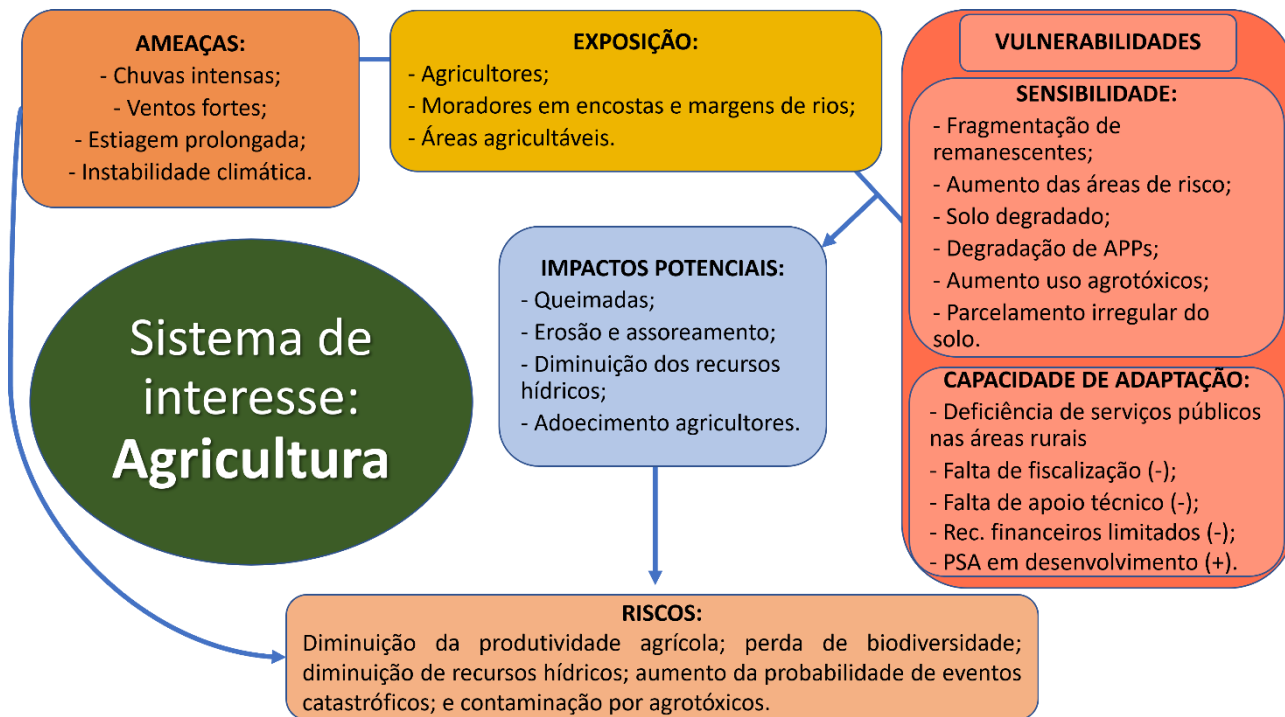 AMEAÇAS:
- Chuvas intensas;
- Ventos fortes;
- Estiagem prolongada;
- Instabilidade climática.
EXPOSIÇÃO:
- Agricultores;
- Moradores em encostas e margens de rios;
- Áreas agricultáveis.
VULNERABILIDADES
SENSIBILIDADE:
- Fragmentação de
remanescentes;
- Aumento das áreas de risco;
- Solo degradado;
- Degradação de APPs;
- Aumento uso agrotóxicos;
- Parcelamento irregular do
solo.
CAPACIDADE DE ADAPTAÇÃO:
- Deficiência de serviços públicos
nas áreas rurais
- Falta de fiscalização (-);
- Falta de apoio técnico (-);
- Rec. financeiros limitados (-);
- PSA em desenvolvimento (+).
Sistema de
interesse:
Agricultura
IMPACTOS POTENCIAIS:
- Queimadas;
- Erosão e assoreamento;
- Diminuição dos recursos
hídricos;
- Adoecimento agricultores.
RISCOS:
Diminuição da produtividade agrícola; perda de biodiversidade;
diminuição de recursos hídricos; aumento da probabilidade de eventos
catastróficos; e contaminação por agrotóxicos.